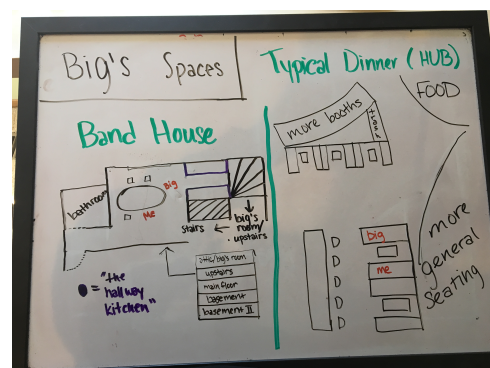 Big's Spaces
Typical Dinner (HUB)
FOOD
more booths
Band House
bathroom
Big
me
stairs
big's
room/
upstairs
attic/big's room
upstairs
main floor
basement
basement II
= "the
hallway
kitchen"
big
me
more
general
seating